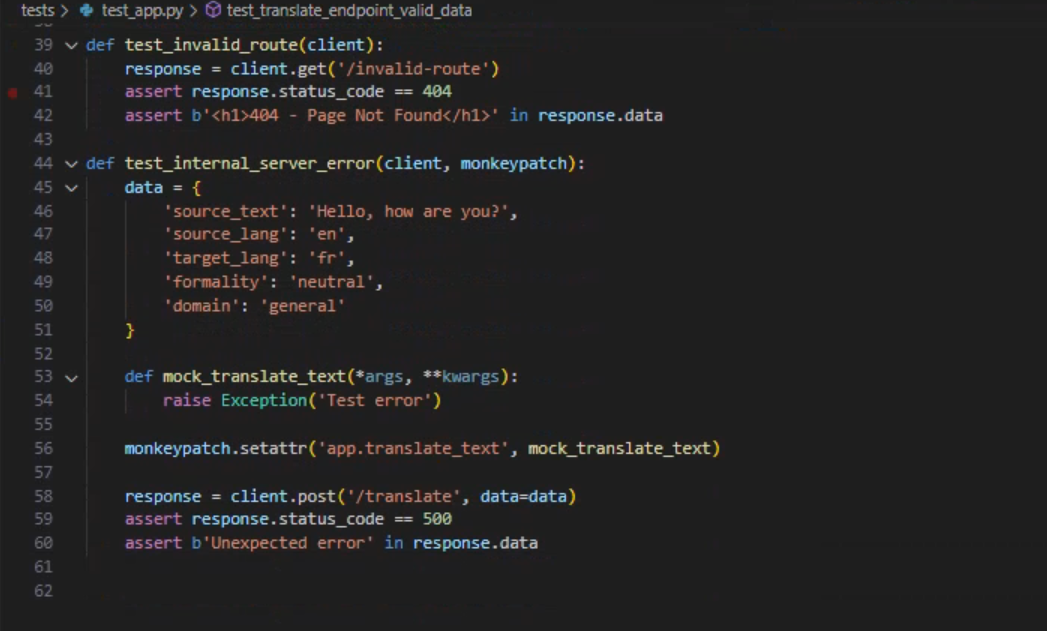 tests > test_app.py > test_translate_endpoint_valid_data
39 def test_invalid_route(client):
40     response = client.get('/invalid-route')
41     assert response.status_code == 404
42     assert b'<h1>404 - Page Not Found</h1>' in response.data
43
44 def test_internal_server_error(client, monkeypatch):
45     data = {
46         'source_text': 'Hello, how are you?',
47         'source_lang': 'en',
48         'target_lang': 'fr',
49         'formality': 'neutral',
50         'domain': 'general'
51     }
52
53     def mock_translate_text(*args, **kwargs):
54         raise Exception('Test error')
55
56     monkeypatch.setattr('app.translate_text', mock_translate_text)
57
58     response = client.post('/translate', data=data)
59     assert response.status_code == 500
60     assert b'Unexpected error' in response.data
61
62